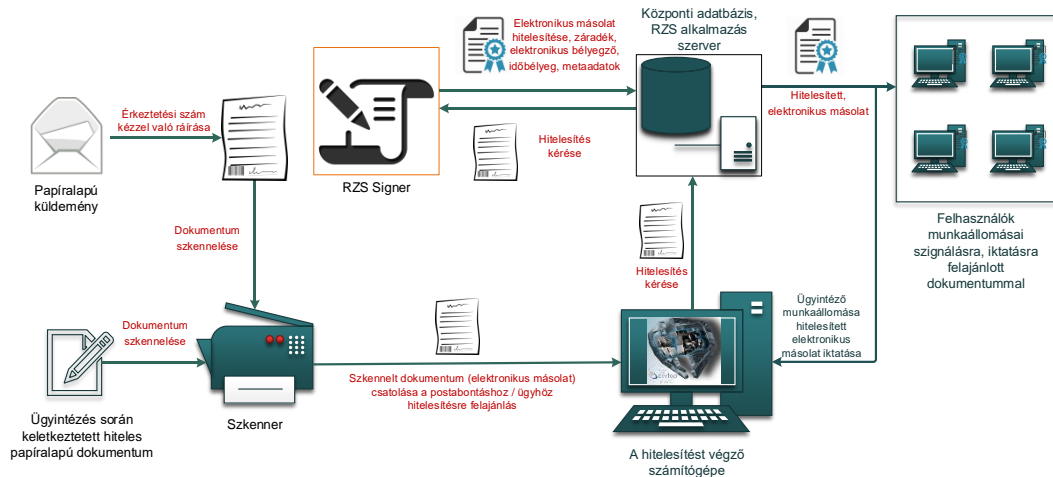 Elektronikus másolat
hitelesítése, záradék,
elektronikus bélyegző,
időbélyeg, metaadatok
Központi adatbázis,
RZS alkalmazás
szerver
Érkeztetési szám
kézzel való ráírása
Hitelesített,
elektronikus másolat
Hitelesítés
kérése
Papíralapú
küldemény
RZS Signer
Felhasználók
munkaállomásai
szignálásra, iktatásra
felajánlott
dokumentummal
Dokumentum
szkennelése
Hitelesítés
kérése
Ügyintéző
munkaállomása
hitelesített
elektronikus
másolat iktatása
Dokumentum
szkennelése
Szkennelt dokumentum (elektronikus másolat)
csatolása a postabontáshoz / ügyhöz
hitelesítésre felajánlás
Ügyintézés során
keletkeztetett hiteles
papíralapú dokumentum
Szkenner
A hitelesítést végző
számítógépe